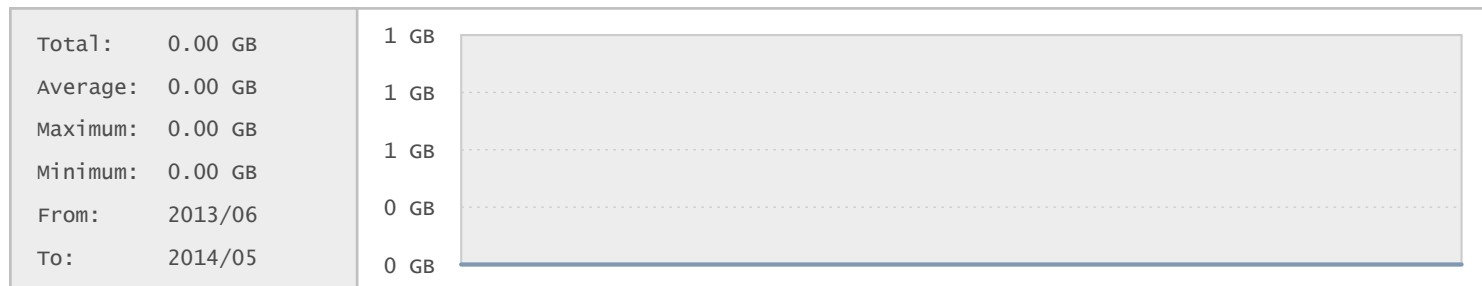 Total: 0.00 GB
Average: 0.00 GB
Maximum: 0.00 GB
Minimum: 0.00 GB
From: 2013/06
To: 2014/05
1 GB
1 GB
1 GB
0 GB
0 GB